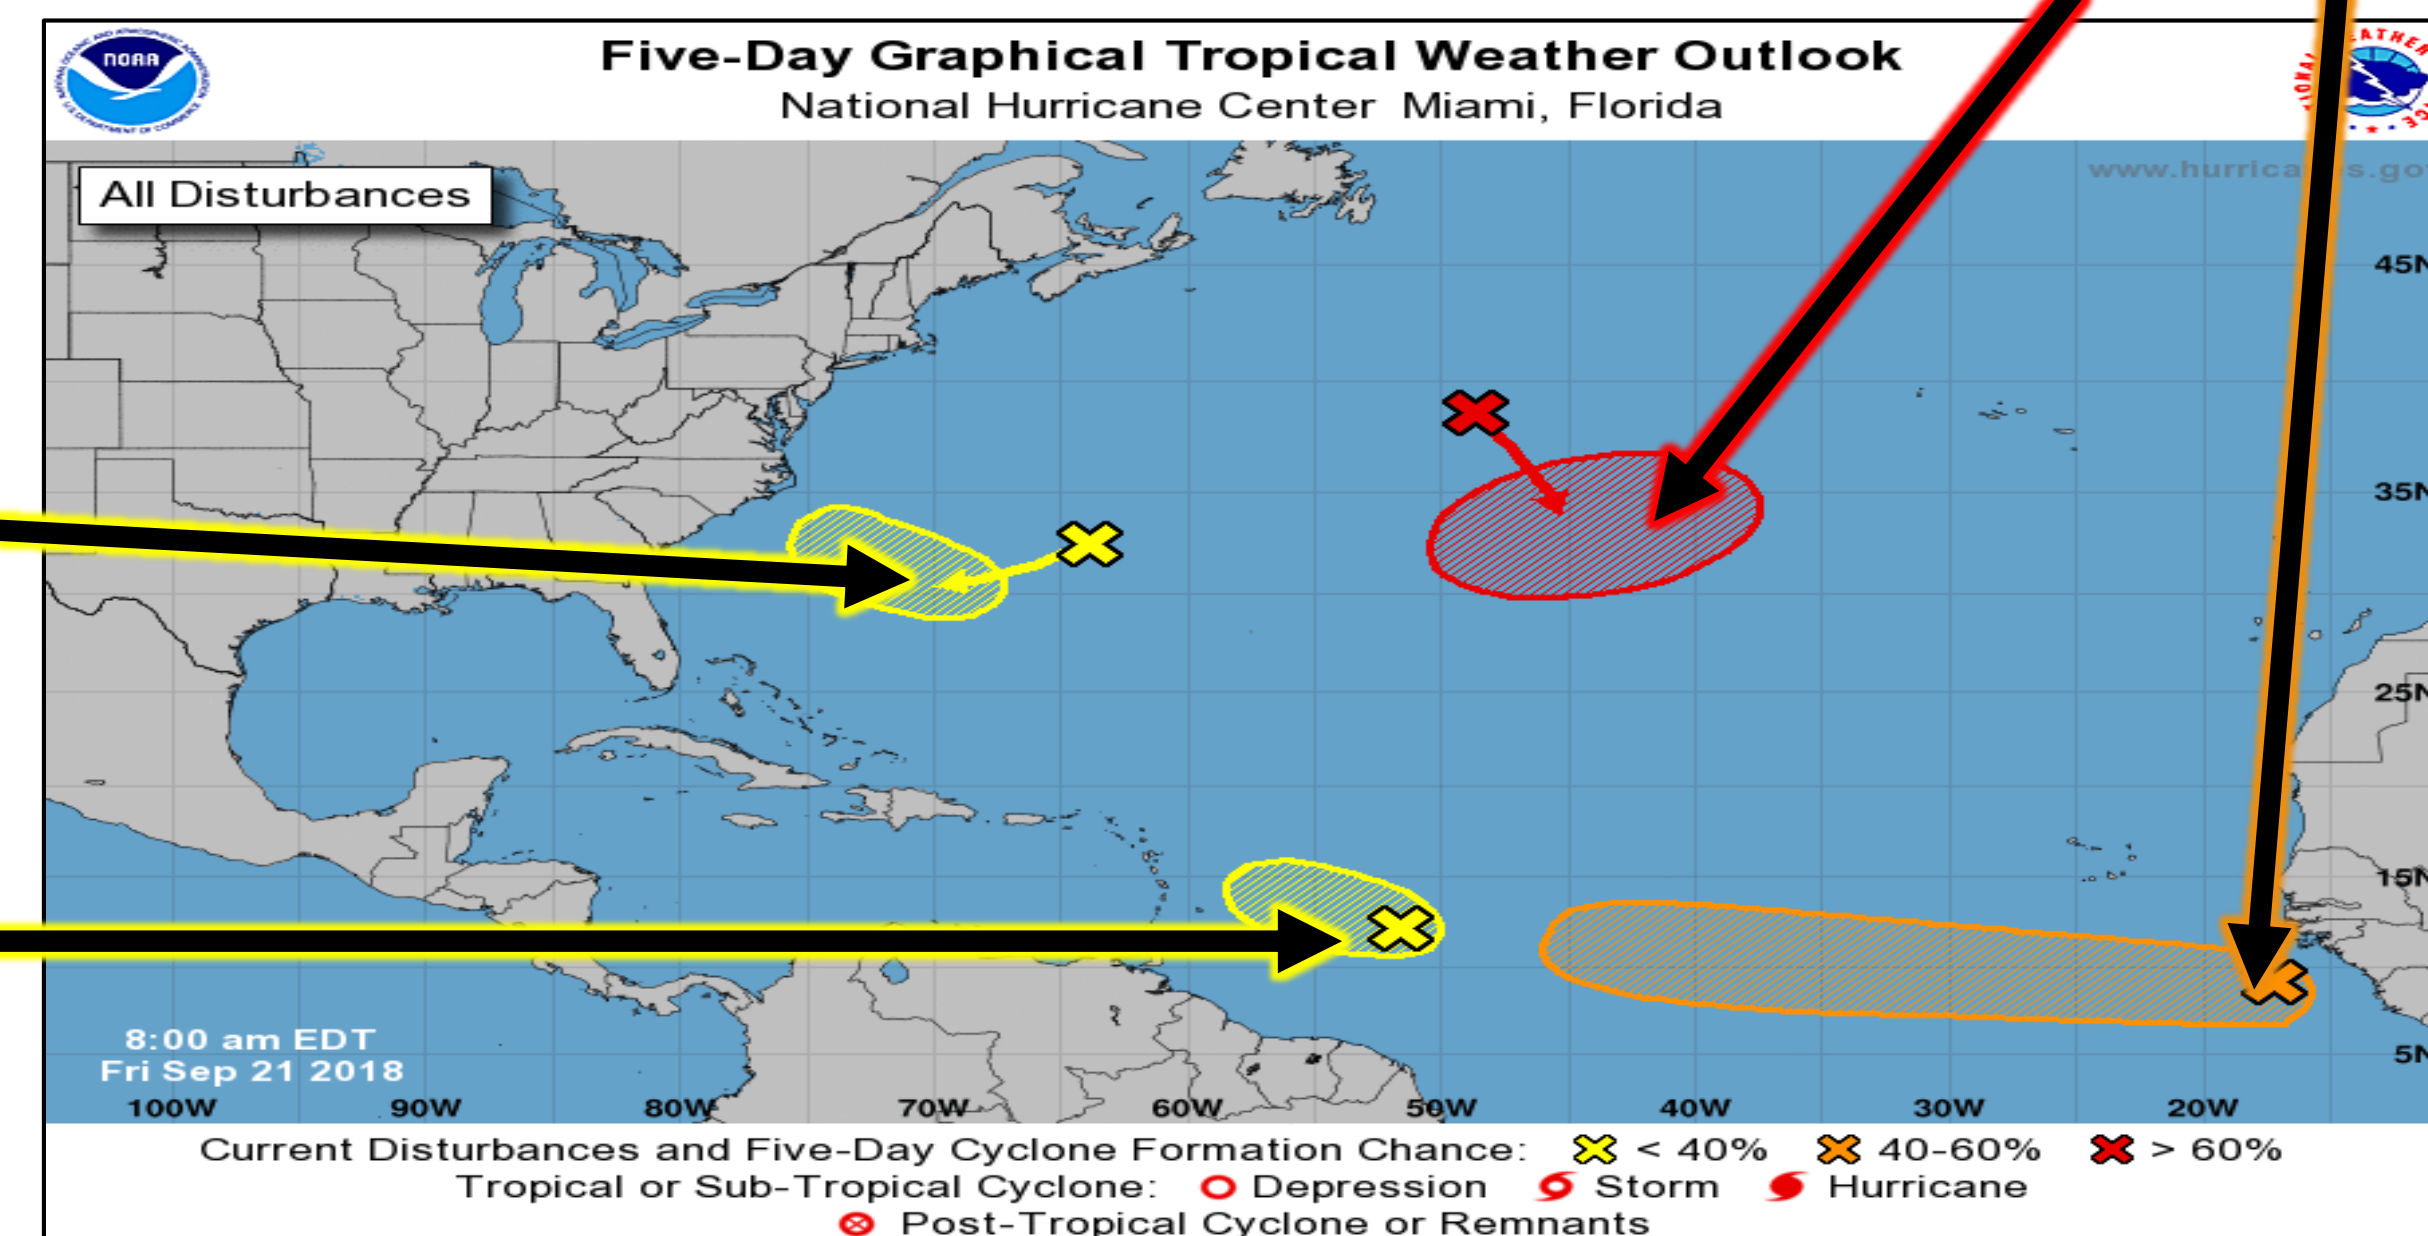 NOAA
Five-Day Graphical Tropical Weather Outlook
National Hurricane Center Miami, Florida
All Disturbances
45N
35N
25N
15N
5N
8:00 am EDT
Fri Sep 21 2018
100W 90W 80W 70W 60W 50W 40W 30W 20W
Current Disturbances and Five-Day Cyclone Formation Chance: < 40% 40-60% > 60%
Tropical or Sub-Tropical Cyclone: Depression Storm Hurricane
Post-Tropical Cyclone or Remnants